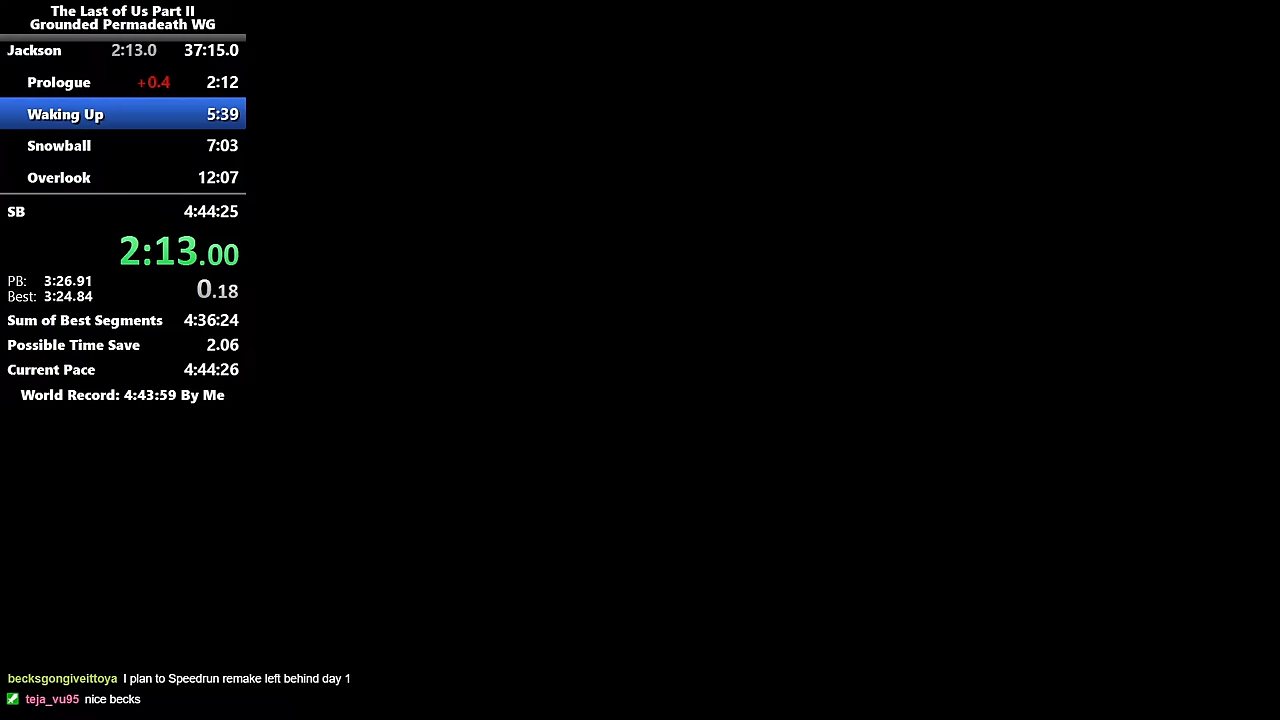 The Last of Us Part II
Grounded Permadeath WG
Jackson 2:13.0 37:15.0
Prologue +0.4 2:12
Waking Up 5:39
Snowball 7:03
Overlook 12:07
SB 4:44:25
2:13.00
PB: 3:26.91
Best: 3:24.84
0.18
Sum of Best Segments 4:36:24
Possible Time Save 2.06
Current Pace 4:44:26
World Record: 4:43:59 By Me
becksgongiveittoya I plan to Speedrun remake left behind day 1
teja_vu95 nice becks